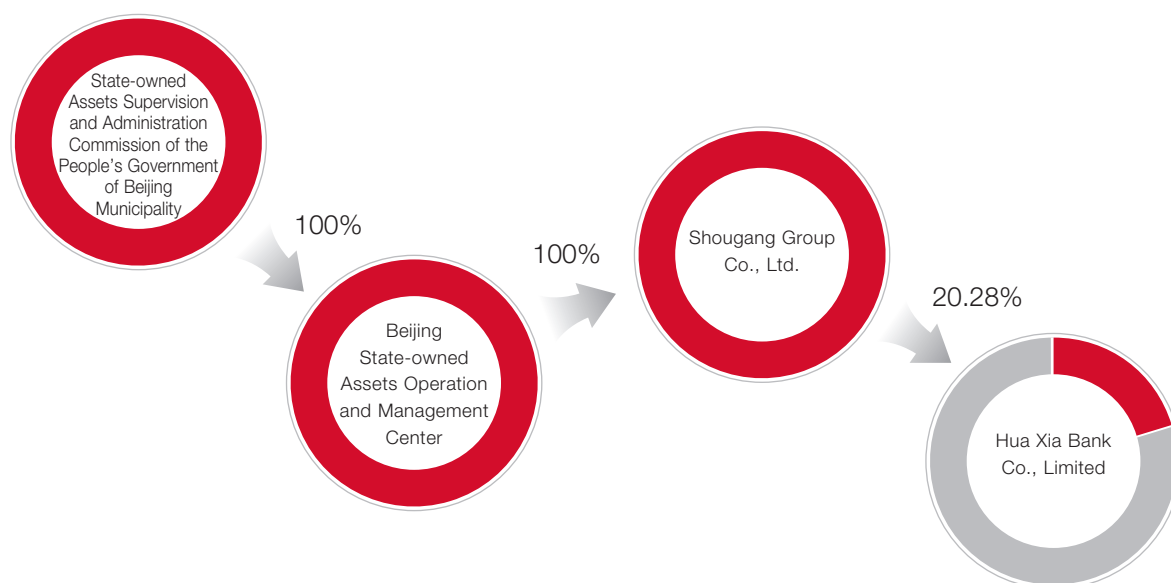 State-owned
Assets Supervision
and Administration
Commission of the
People's Government
of Beijing
Municipality
100%
Beijing
State-owned
Assets Operation
and Management
Center
100%
Shougang Group
Co., Ltd.
20.28%
Hua Xia Bank
Co., Limited